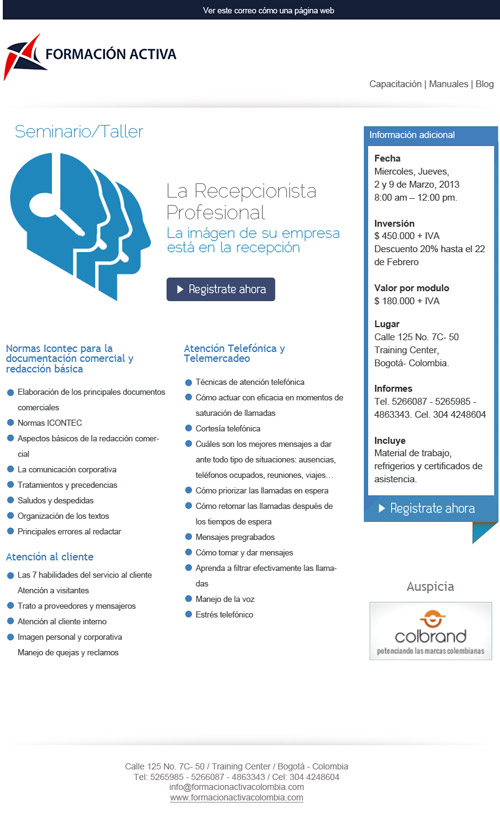 Ver este correo cómo una página web
FORMACIÓN ACTIVA
Capacitación | Manuales | Blog
Seminario/Taller
La Recepcionista
Profesional
La imágen de su empresa
está en la recepción
Registrate ahora
Normas Icontec para la
documentación comercial y
redacción básica
Elaboración de los principales documentos
comerciales
Normas ICONTEC
Aspectos básicos de la redacción comer-
cial
La comunicación corporativa
Tratamientos y precedencias
Saludos y despedidas
Organización de los textos
Principales errores al redactar
Atención al cliente
Las 7 habilidades del servicio al cliente
Atención a visitantes
Trato a proveedores y mensajeros
Atención al cliente interno
Imagen personal y corporativa
Manejo de quejas y reclamos
Atención Telefónica y
Telemercadeo
Técnicas de atención telefónica
Cómo actuar con eficacia en momentos de
saturación de llamadas
Cortesía telefónica
Cuáles son los mejores mensajes a dar
ante todo tipo de situaciones: ausencias,
teléfonos ocupados, reuniones, viajes…
Cómo priorizar las llamadas en espera
Cómo retomar las llamadas después de
los tiempos de espera
Mensajes pregrabados
Cómo tomar y dar mensajes
Aprenda a filtrar efectivamente las llama-
das
Manejo de la voz
Estrés telefónico
Información adicional
Fecha
Miercoles, Jueves,
2 y 9 de Marzo, 2013
8:00 am – 12:00 pm.
Inversión
$ 450.000 + IVA
Descuento 20% hasta el 22
de Febrero
Valor por modulo
$ 180.000 + IVA
Lugar
Calle 125 No. 7C- 50
Training Center,
Bogotá- Colombia.
Informes
Tel. 5266087 - 5265985 -
4863343. Cel. 304 4248604
Incluye
Material de trabajo,
refrigerios y certificados de
asistencia.
Registrate ahora
Auspicia
colbrand
potenciando las marcas colombianas
Calle 125 No. 7C- 50 / Training Center / Bogotá - Colombia
Tel: 5265985 - 5266087 - 4863343 / Cel: 304 4248604
info@formacionactivacolombia.com
www.formacionactivacolombia.com